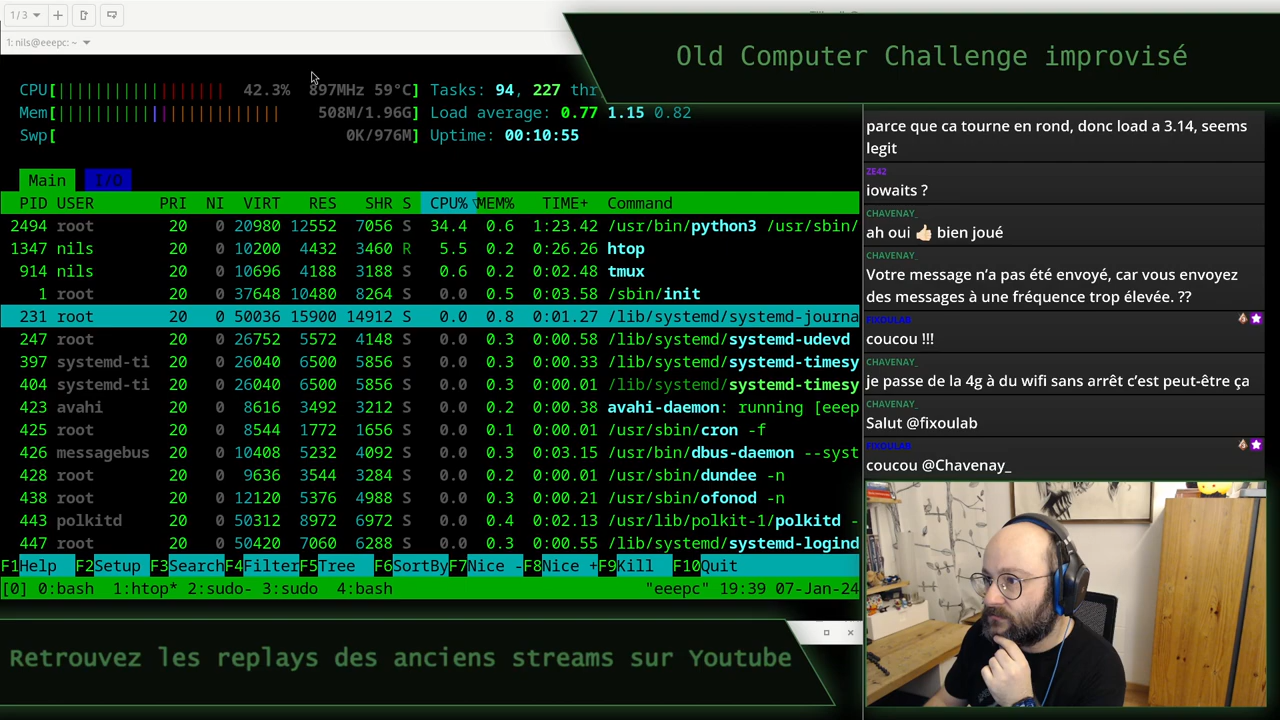 1/3
1: nils@eeepc: ~
Old Computer Challenge improvisé
CPU[|||||||||||||||||| 42.3% 897MHz 59°C] Tasks: 94, 227 thr
Mem[|||||||||||||||||||||||| 508M/1.96G] Load average: 0.77 1.15 0.82
Swp[ 0K/976M] Uptime: 00:10:55
Main I/O
PID USER PRI NI VIRT RES SHR S CPU%▽MEM% TIME+ Command
2494 root 20 0 20980 12552 7056 S 34.4 0.6 1:23.42 /usr/bin/python3 /usr/sbin/
1347 nils 20 0 10200 4432 3460 R 5.5 0.2 0:26.26 htop
914 nils 20 0 10696 4188 3188 S 0.6 0.2 0:02.48 tmux
1 root 20 0 37648 10480 8264 S 0.0 0.5 0:03.58 /sbin/init
231 root 20 0 50036 15900 14912 S 0.0 0.8 0:01.27 /lib/systemd/systemd-journa
247 root 20 0 26752 5572 4148 S 0.0 0.3 0:00.58 /lib/systemd/systemd-udevd
397 systemd-ti 20 0 26040 6500 5856 S 0.0 0.3 0:00.33 /lib/systemd/systemd-timesy
404 systemd-ti 20 0 26040 6500 5856 S 0.0 0.3 0:00.01 /lib/systemd/systemd-timesy
423 avahi 20 0 8616 3492 3212 S 0.0 0.2 0:00.38 avahi-daemon: running [eeep
425 root 20 0 8544 1772 1656 S 0.0 0.1 0:00.01 /usr/sbin/cron -f
426 messagebus 20 0 10408 5232 4092 S 0.0 0.3 0:03.15 /usr/bin/dbus-daemon --syst
428 root 20 0 9636 3544 3284 S 0.0 0.2 0:00.01 /usr/sbin/dundee -n
438 root 20 0 12120 5376 4988 S 0.0 0.3 0:00.21 /usr/sbin/ofonod -n
443 polkitd 20 0 50312 8972 6972 S 0.0 0.4 0:02.13 /usr/lib/polkit-1/polkitd -
447 root 20 0 50420 7060 6288 S 0.0 0.3 0:00.55 /lib/systemd/systemd-logind
F1Help F2Setup F3SearchF4FilterF5Tree F6SortByF7Nice -F8Nice +F9Kill F10Quit
[0] 0:bash 1:htop* 2:sudo- 3:sudo 4:bash "eeepc" 19:39 07-Jan-24
parce que ca tourne en rond, donc load a 3.14, seems
legit
ZE42
iowaits ?
CHAVENAY_
ah oui 👍🏻 bien joué
CHAVENAY_
Votre message n'a pas été envoyé, car vous envoyez
des messages à une fréquence trop élevée. ??
FIXOULAB
coucou !!!
CHAVENAY_
je passe de la 4g à du wifi sans arrêt c'est peut-être ça
CHAVENAY_
Salut @fixoulab
FIXOULAB
coucou @Chavenay_
Retrouvez les replays des anciens streams sur Youtube